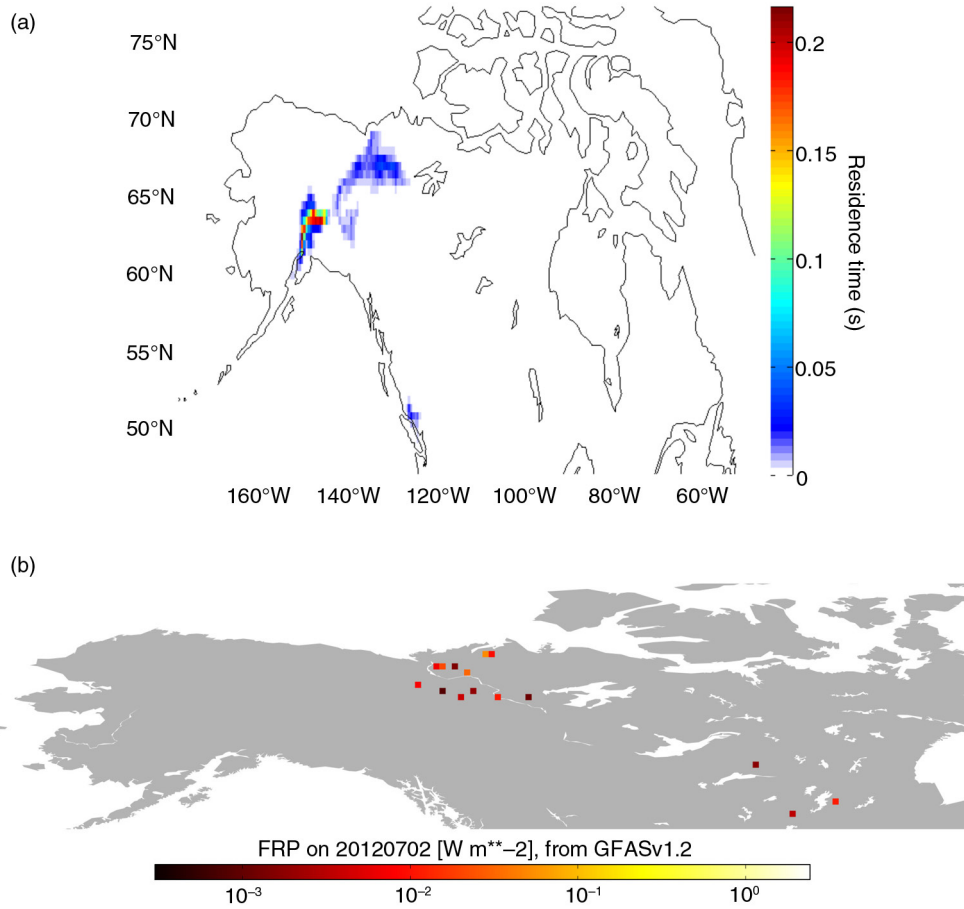 (a)
75°N
70°N
65°N
60°N
55°N
50°N
160°W 140°W 120°W 100°W 80°W 60°W
0.2
0.15
0.1
0.05
0
Residence time (s)
(b)
FRP on 20120702 [W m**−2], from GFASv1.2
10⁻³ 10⁻² 10⁻¹ 10⁰